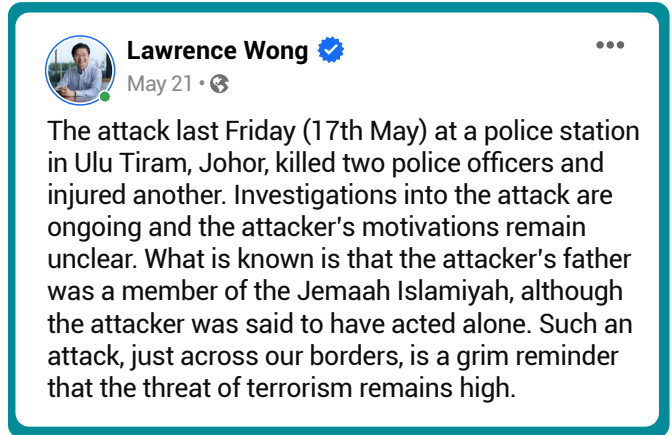 Lawrence Wong
May 21 •
The attack last Friday (17th May) at a police station
in Ulu Tiram, Johor, killed two police officers and
injured another. Investigations into the attack are
ongoing and the attacker's motivations remain
unclear. What is known is that the attacker's father
was a member of the Jemaah Islamiyah, although
the attacker was said to have acted alone. Such an
attack, just across our borders, is a grim reminder
that the threat of terrorism remains high.